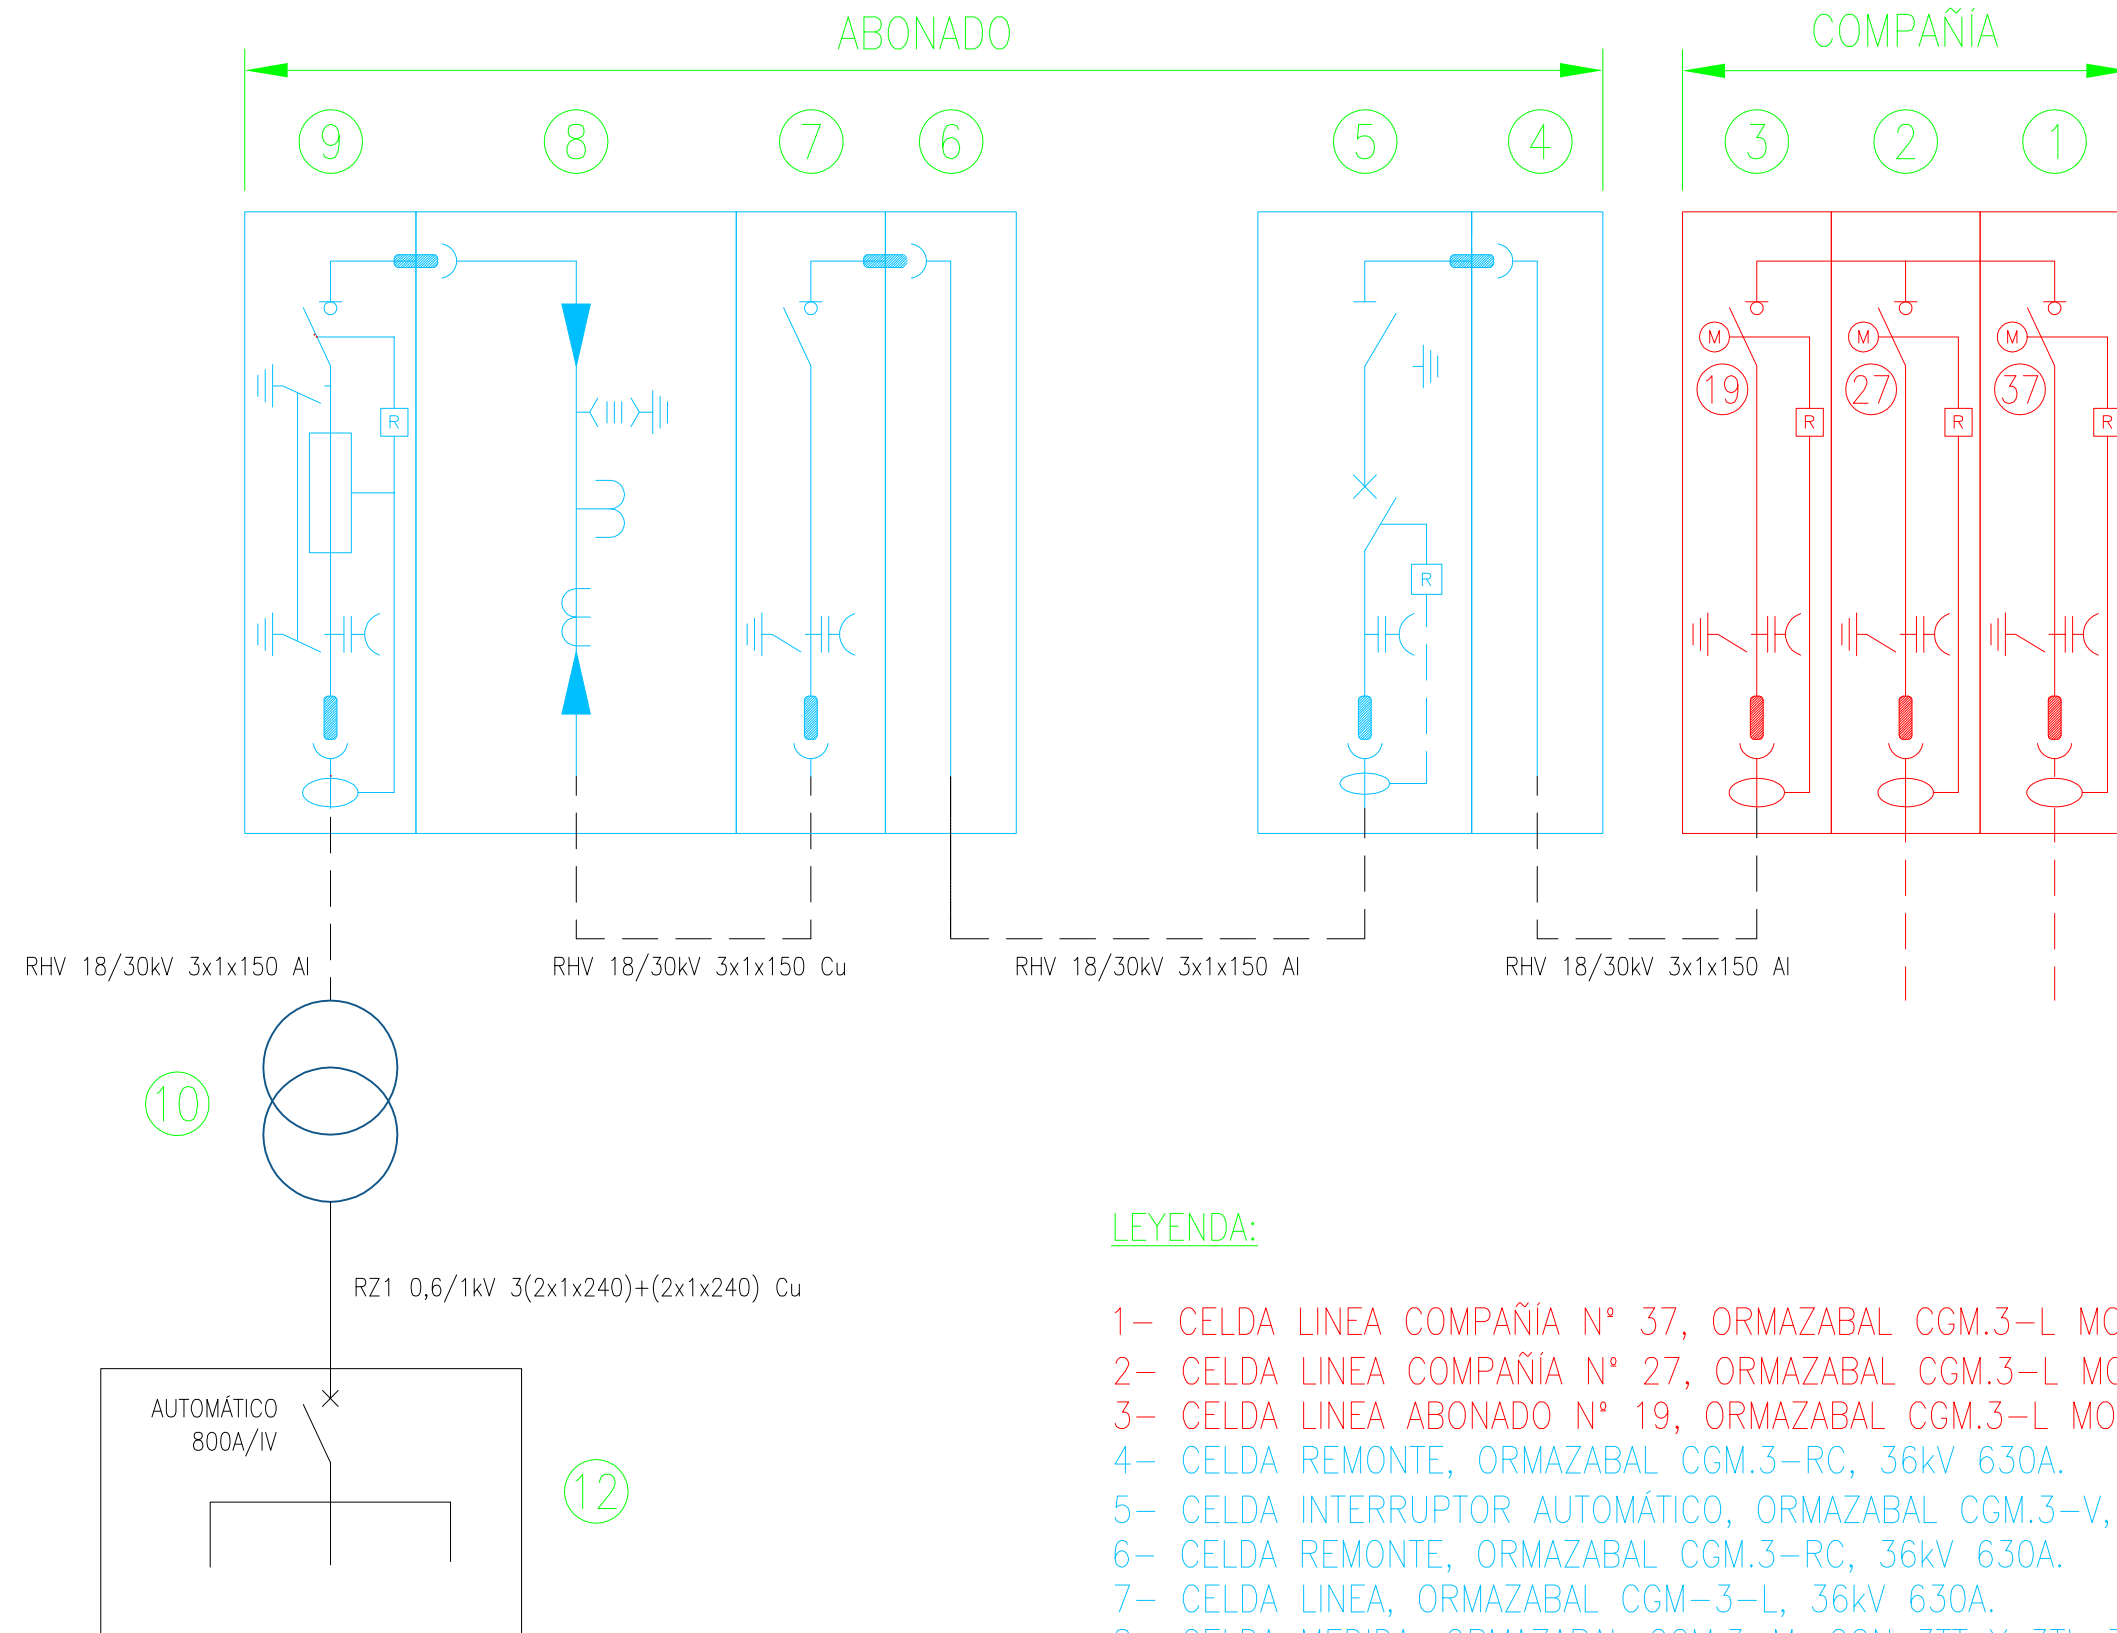 ABONADO
COMPAÑÍA
9 8 7 6 5 4 3 2 1
M M M
19 27 37
R R R R
R
RHV 18/30kV 3x1x150 Al
RHV 18/30kV 3x1x150 Cu
RHV 18/30kV 3x1x150 Al
RHV 18/30kV 3x1x150 Al
10
LEYENDA:
RZ1 0,6/1kV 3(2x1x240)+(2x1x240) Cu
1- CELDA LINEA COMPAÑÍA Nº 37, ORMAZABAL CGM.3-L MO
2- CELDA LINEA COMPAÑÍA Nº 27, ORMAZABAL CGM.3-L MO
3- CELDA LINEA ABONADO Nº 19, ORMAZABAL CGM.3-L MO
4- CELDA REMONTE, ORMAZABAL CGM.3-RC, 36kV 630A.
5- CELDA INTERRUPTOR AUTOMÁTICO, ORMAZABAL CGM.3-V,
6- CELDA REMONTE, ORMAZABAL CGM.3-RC, 36kV 630A.
7- CELDA LINEA, ORMAZABAL CGM-3-L, 36kV 630A.
AUTOMÁTICO
800A/IV
12